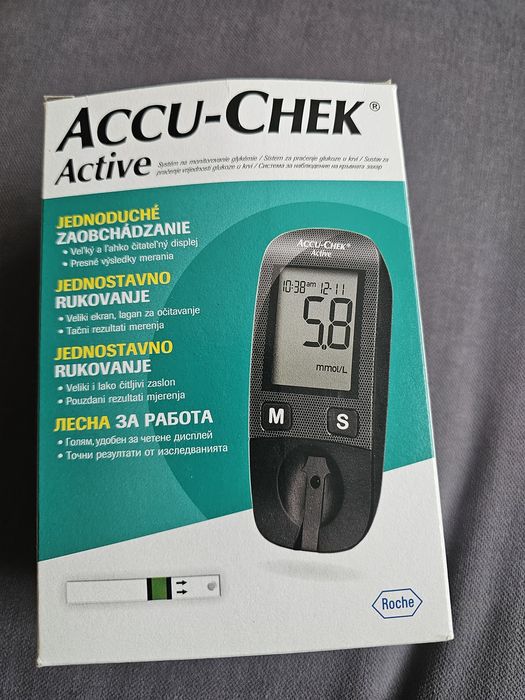 ACCU-CHEK®
Active
Systém na monitorovanie glykémie / Sistem za praćenje glukoze u krvi / Sustav za
praćenje vrijednosti glukoze u krvi / Система за наблюдение на кръвната захар
JEDNODUCHÉ
ZAOBCHÁDZANIE
• Veľký a ľahko čitateľný displej
• Presné výsledky merania
JEDNOSTAVNO
RUKOVANJE
• Veliki ekran, lagan za očitavanje
• Tačni rezultati merenja
JEDNOSTAVNO
RUKOVANJE
• Veliki i lako čitljivi zaslon
• Pouzdani rezultati mjerenja
ЛЕСНА ЗА РАБОТА
• Голям, удобен за четене дисплей
• Точни резултати от изследванията
ACCU-CHEK®
Active
10:38am 12-11
5.8
mmol/L
M S
Roche